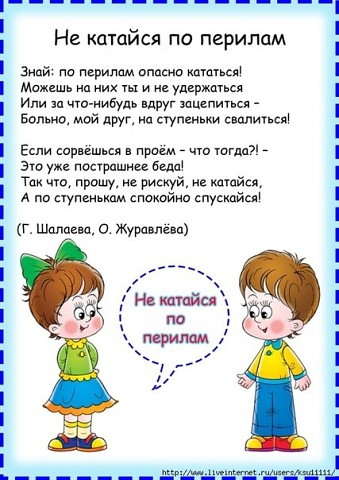 Не катайся по перилам
Знай: по перилам опасно кататься!
Можешь на них ты и не удержаться
Или за что-нибудь вдруг зацепиться –
Больно, мой друг, на ступеньки свалиться!
Если сорвёшься в проём – что тогда?! –
Это уже пострашнее беда!
Так что, прошу, не рискуй, не катайся,
А по ступенькам спокойно спускайся!
(Г. Шалаева, О. Журавлёва)
Не катайся
по
перилам
http://www.liveinternet.ru/users/ksu11111/